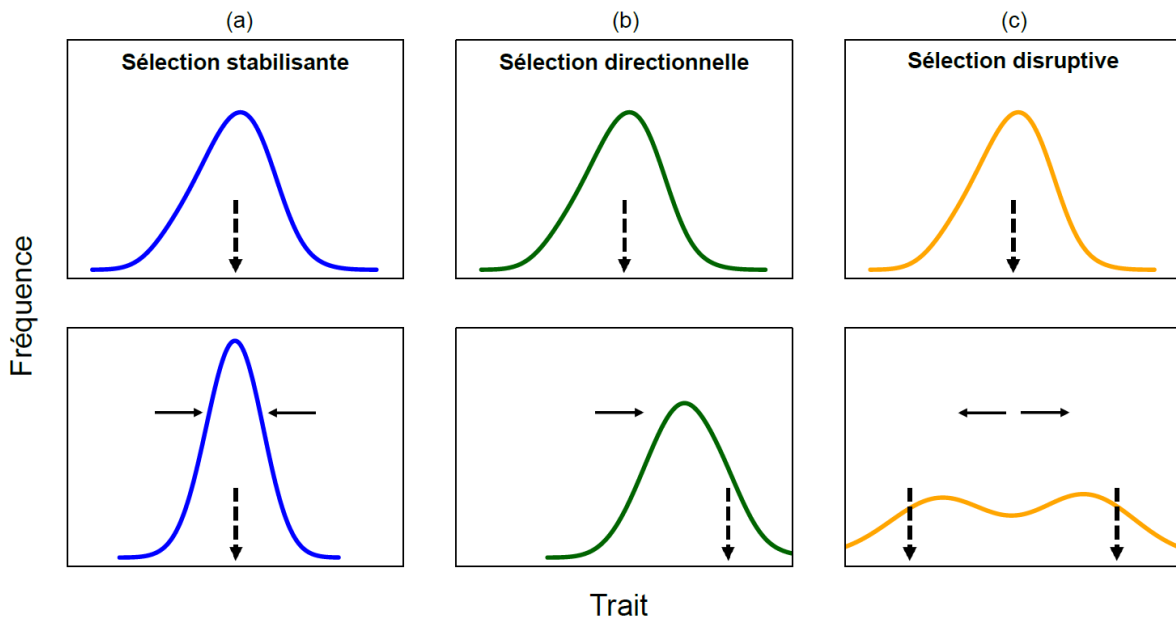 (a)
(b)
(c)
Sélection stabilisante
Sélection directionnelle
Sélection disruptive
Fréquence
Trait